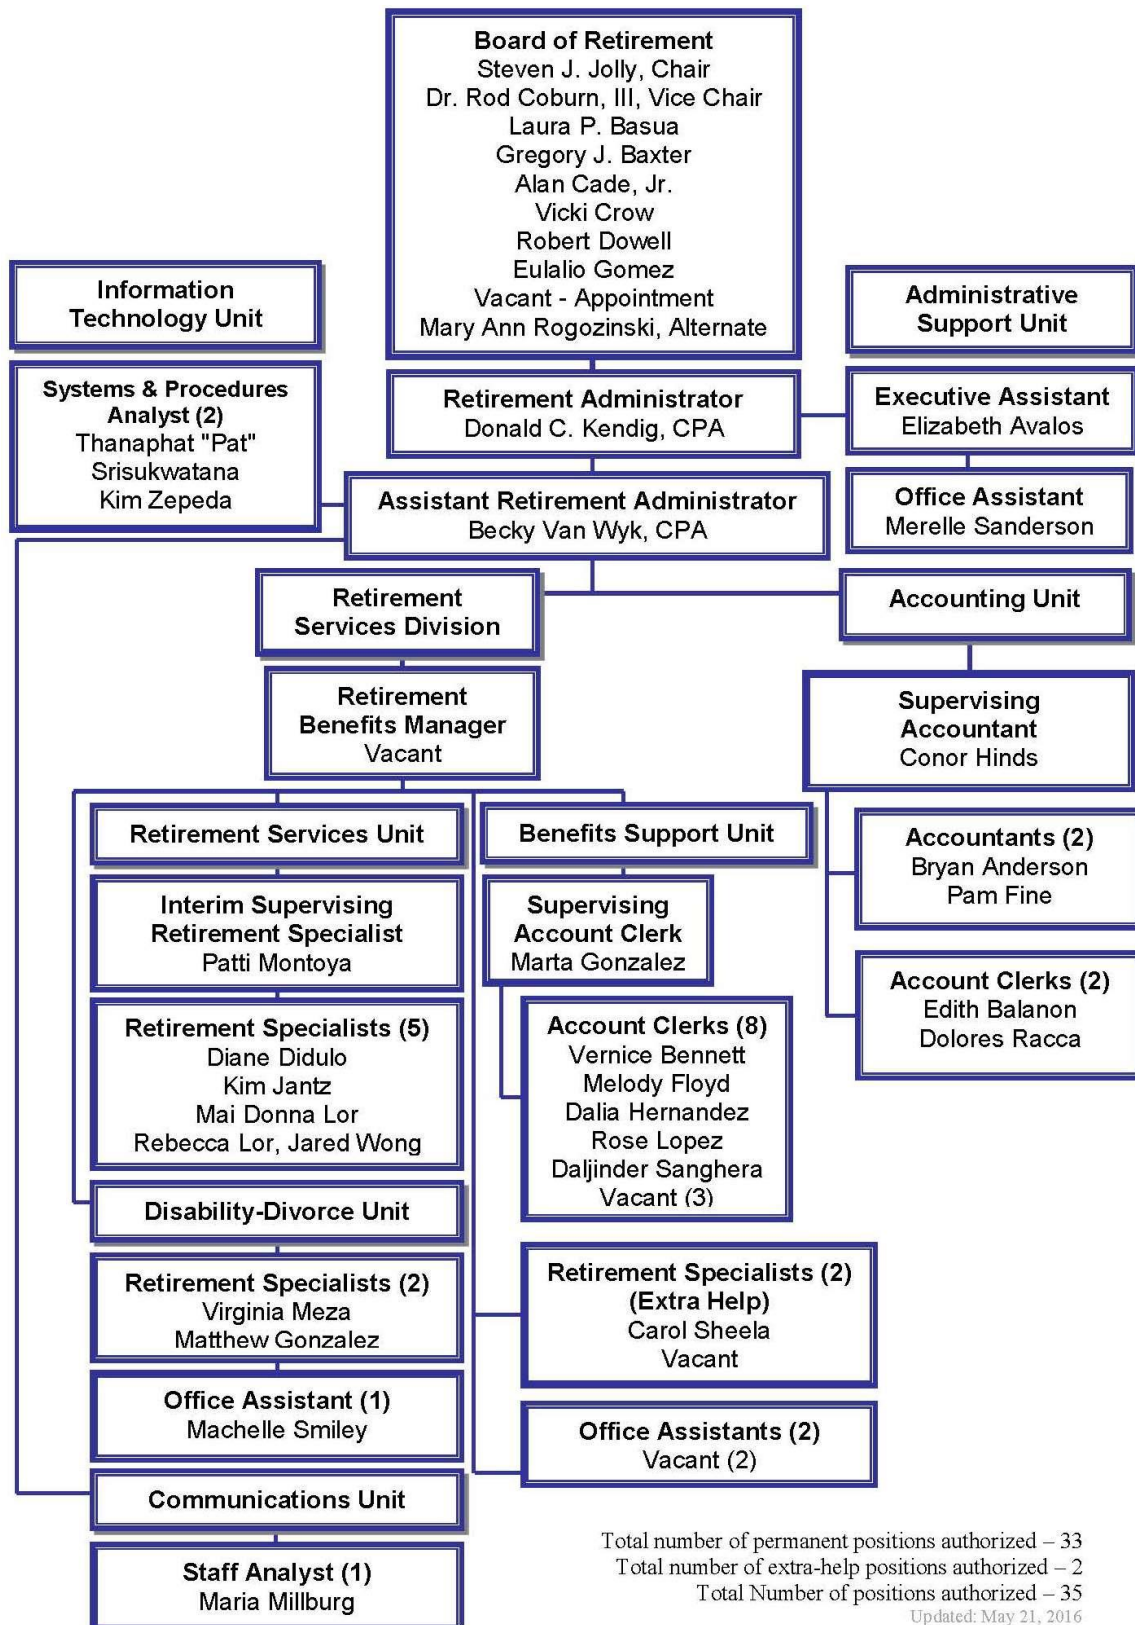 Board of Retirement
Steven J. Jolly, Chair
Dr. Rod Coburn, III, Vice Chair
Laura P. Basua
Gregory J. Baxter
Alan Cade, Jr.
Vicki Crow
Robert Dowell
Eulalio Gomez
Vacant - Appointment
Mary Ann Rogozinski, Alternate
Information
Technology Unit
Administrative
Support Unit
Systems & Procedures
Analyst (2)
Thanaphat "Pat"
Srisukwatana
Kim Zepeda
Retirement Administrator
Donald C. Kendig, CPA
Executive Assistant
Elizabeth Avalos
Assistant Retirement Administrator
Becky Van Wyk, CPA
Office Assistant
Merelle Sanderson
Retirement
Services Division
Accounting Unit
Retirement
Benefits Manager
Vacant
Supervising
Accountant
Conor Hinds
Retirement Services Unit
Interim Supervising
Retirement Specialist
Patti Montoya
Retirement Specialists (5)
Diane Didulo
Kim Jantz
Mai Donna Lor
Rebecca Lor, Jared Wong
Disability-Divorce Unit
Retirement Specialists (2)
Virginia Meza
Matthew Gonzalez
Office Assistant (1)
Machelle Smiley
Communications Unit
Staff Analyst (1)
Maria Millburg
Benefits Support Unit
Supervising
Account Clerk
Marta Gonzalez
Account Clerks (8)
Vernice Bennett
Melody Floyd
Dalia Hernandez
Rose Lopez
Daljinder Sanghera
Vacant (3)
Retirement Specialists (2)
(Extra Help)
Carol Sheela
Vacant
Office Assistants (2)
Vacant (2)
Accountants (2)
Bryan Anderson
Pam Fine
Account Clerks (2)
Edith Balanon
Dolores Racca
Total number of permanent positions authorized – 33
Total number of extra-help positions authorized – 2
Total Number of positions authorized – 35
Updated: May 21, 2016